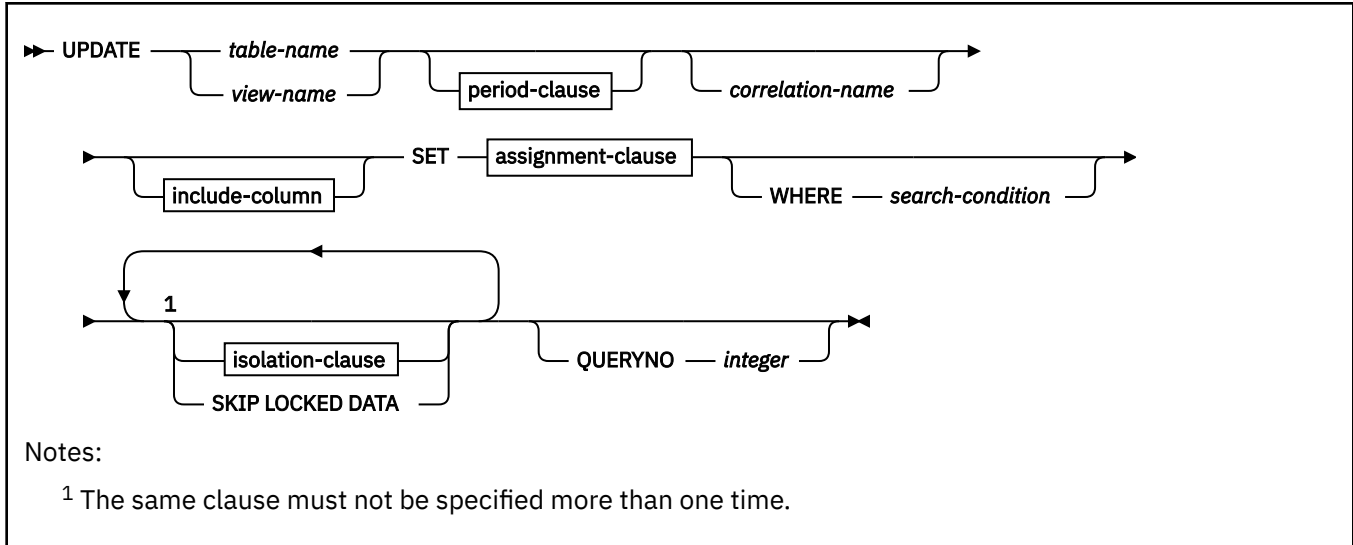 UPDATE table-name
view-name period-clause correlation-name
include-column SET assignment-clause WHERE search-condition
1
isolation-clause QUERYNO integer
SKIP LOCKED DATA
Notes:
1 The same clause must not be specified more than one time.